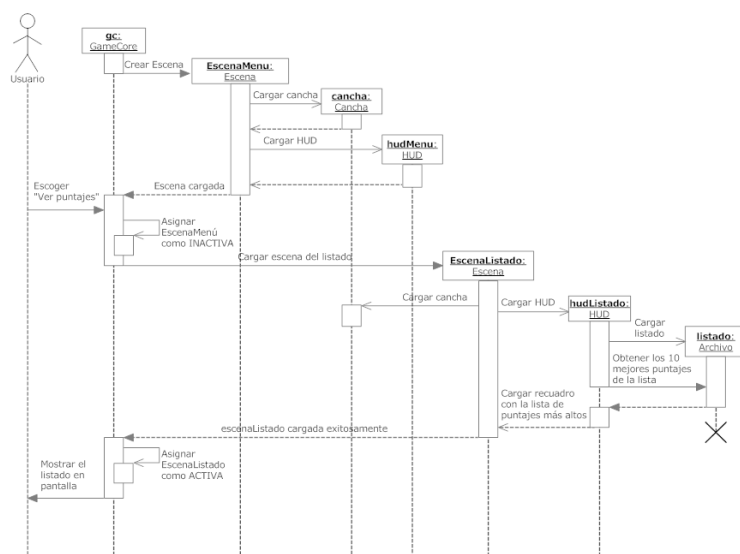 gc:
GameCore
Usuario
Crear Escena
EscenaMenu:
Escena
Cargar cancha
cancha:
Cancha
Cargar HUD
hudMenu:
HUD
Escena cargada
Escoger
"Ver puntajes"
Asignar
EscenaMenú
como INACTIVA
Cargar escena del listado
EscenaListado:
Escena
Cargar cancha
Cargar HUD
hudListado:
HUD
Cargar
listado
listado:
Archivo
Obtener los 10
mejores puntajes
de la lista
Cargar recuadro
con la lista de
puntajes más altos
escenaListado cargada exitosamente
Asignar
EscenaListado
como ACTIVA
Mostrar el
listado en
pantalla